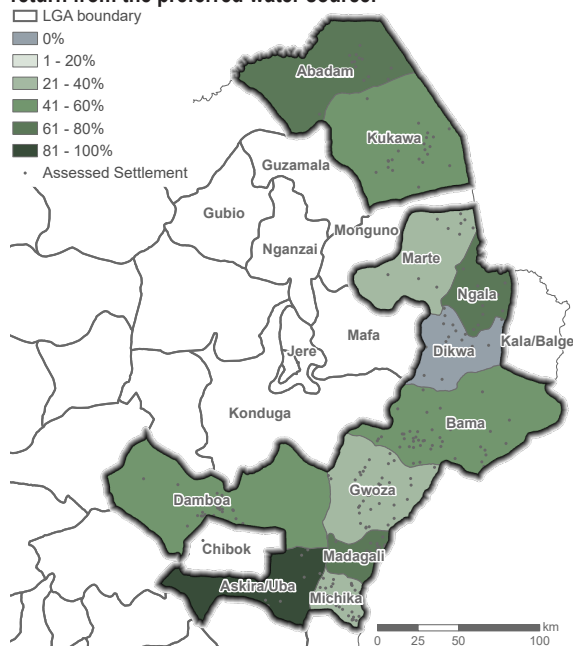 return from the preferred water source.
LGA boundary
0%
1 - 20%
21 - 40%
41 - 60%
61 - 80%
81 - 100%
Assessed Settlement
Abadam
Kukawa
Guzamala
Gubio
Nganzai
Monguno
Marte
Ngala
Mafa
Jere
Dikwa
Kala/Balge
Konduga
Bama
Gwoza
Damboa
Chibok
Madagali
Askira/Uba
Michika
km
0 25 50 100